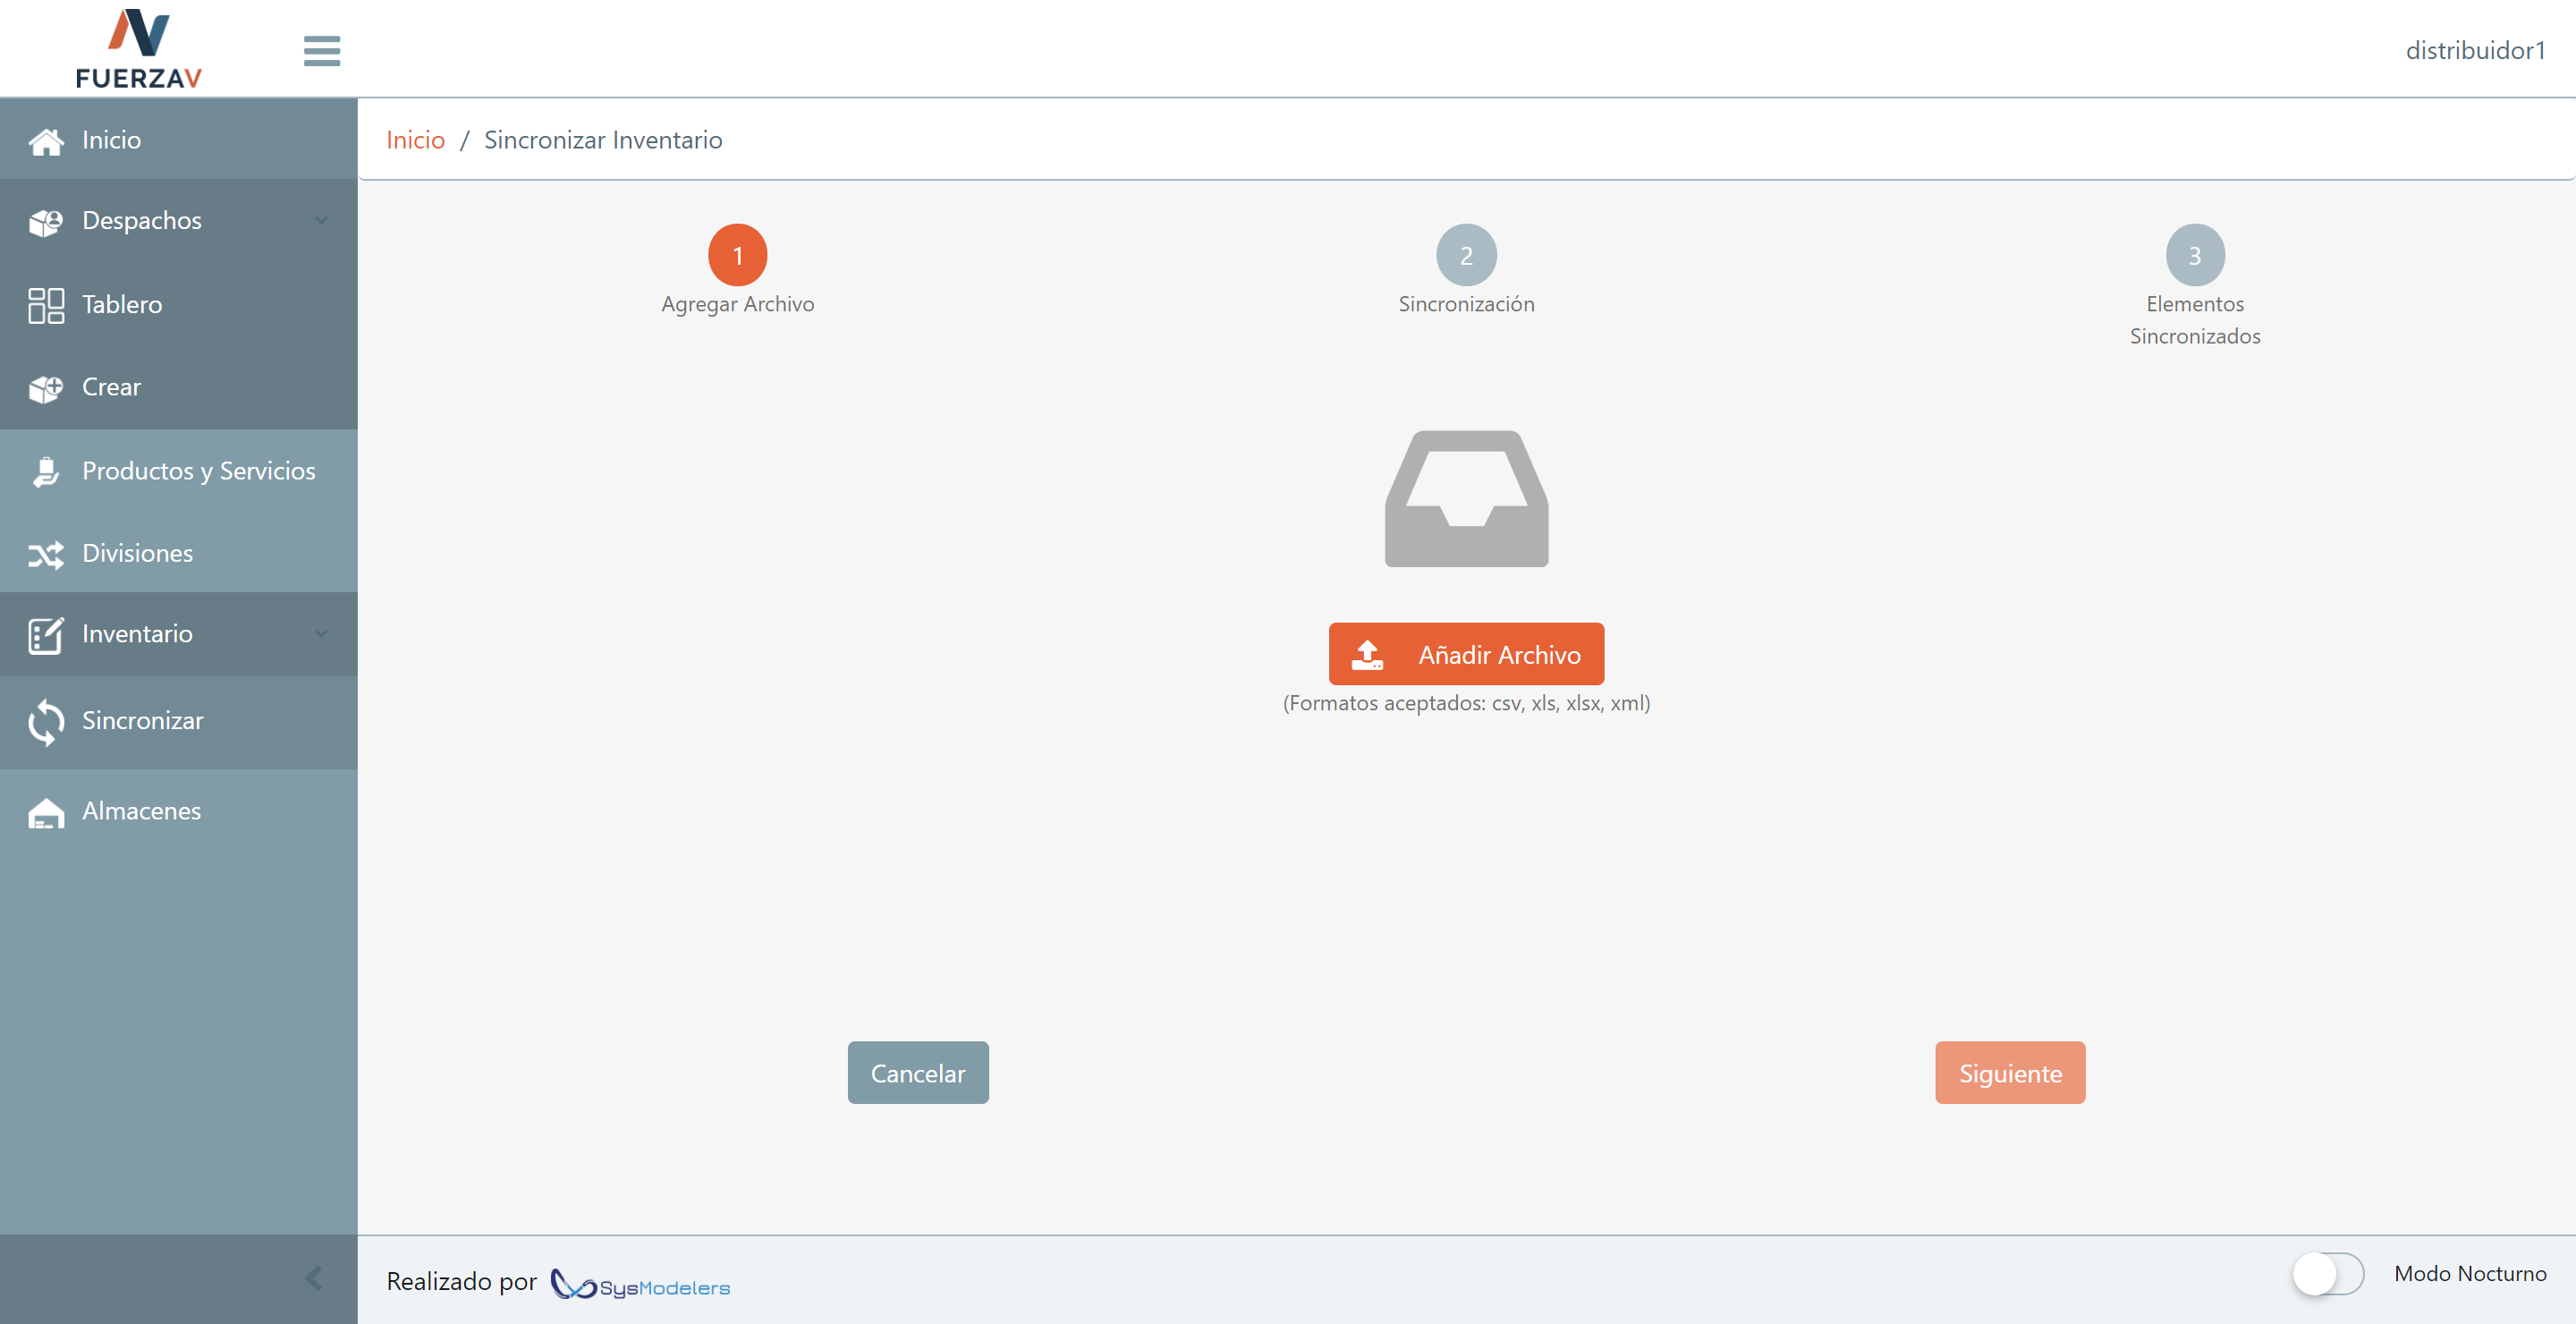 FUERZAV
distribuidor1
Inicio
Despachos
Tablero
Crear
Productos y Servicios
Divisiones
Inventario
Sincronizar
Almacenes
Inicio / Sincronizar Inventario
1
Agregar Archivo
2
Sincronización
3
Elementos
Sincronizados
Añadir Archivo
(Formatos aceptados: csv, xls, xlsx, xml)
Cancelar
Siguiente
Realizado por SysModelers
Modo Nocturno